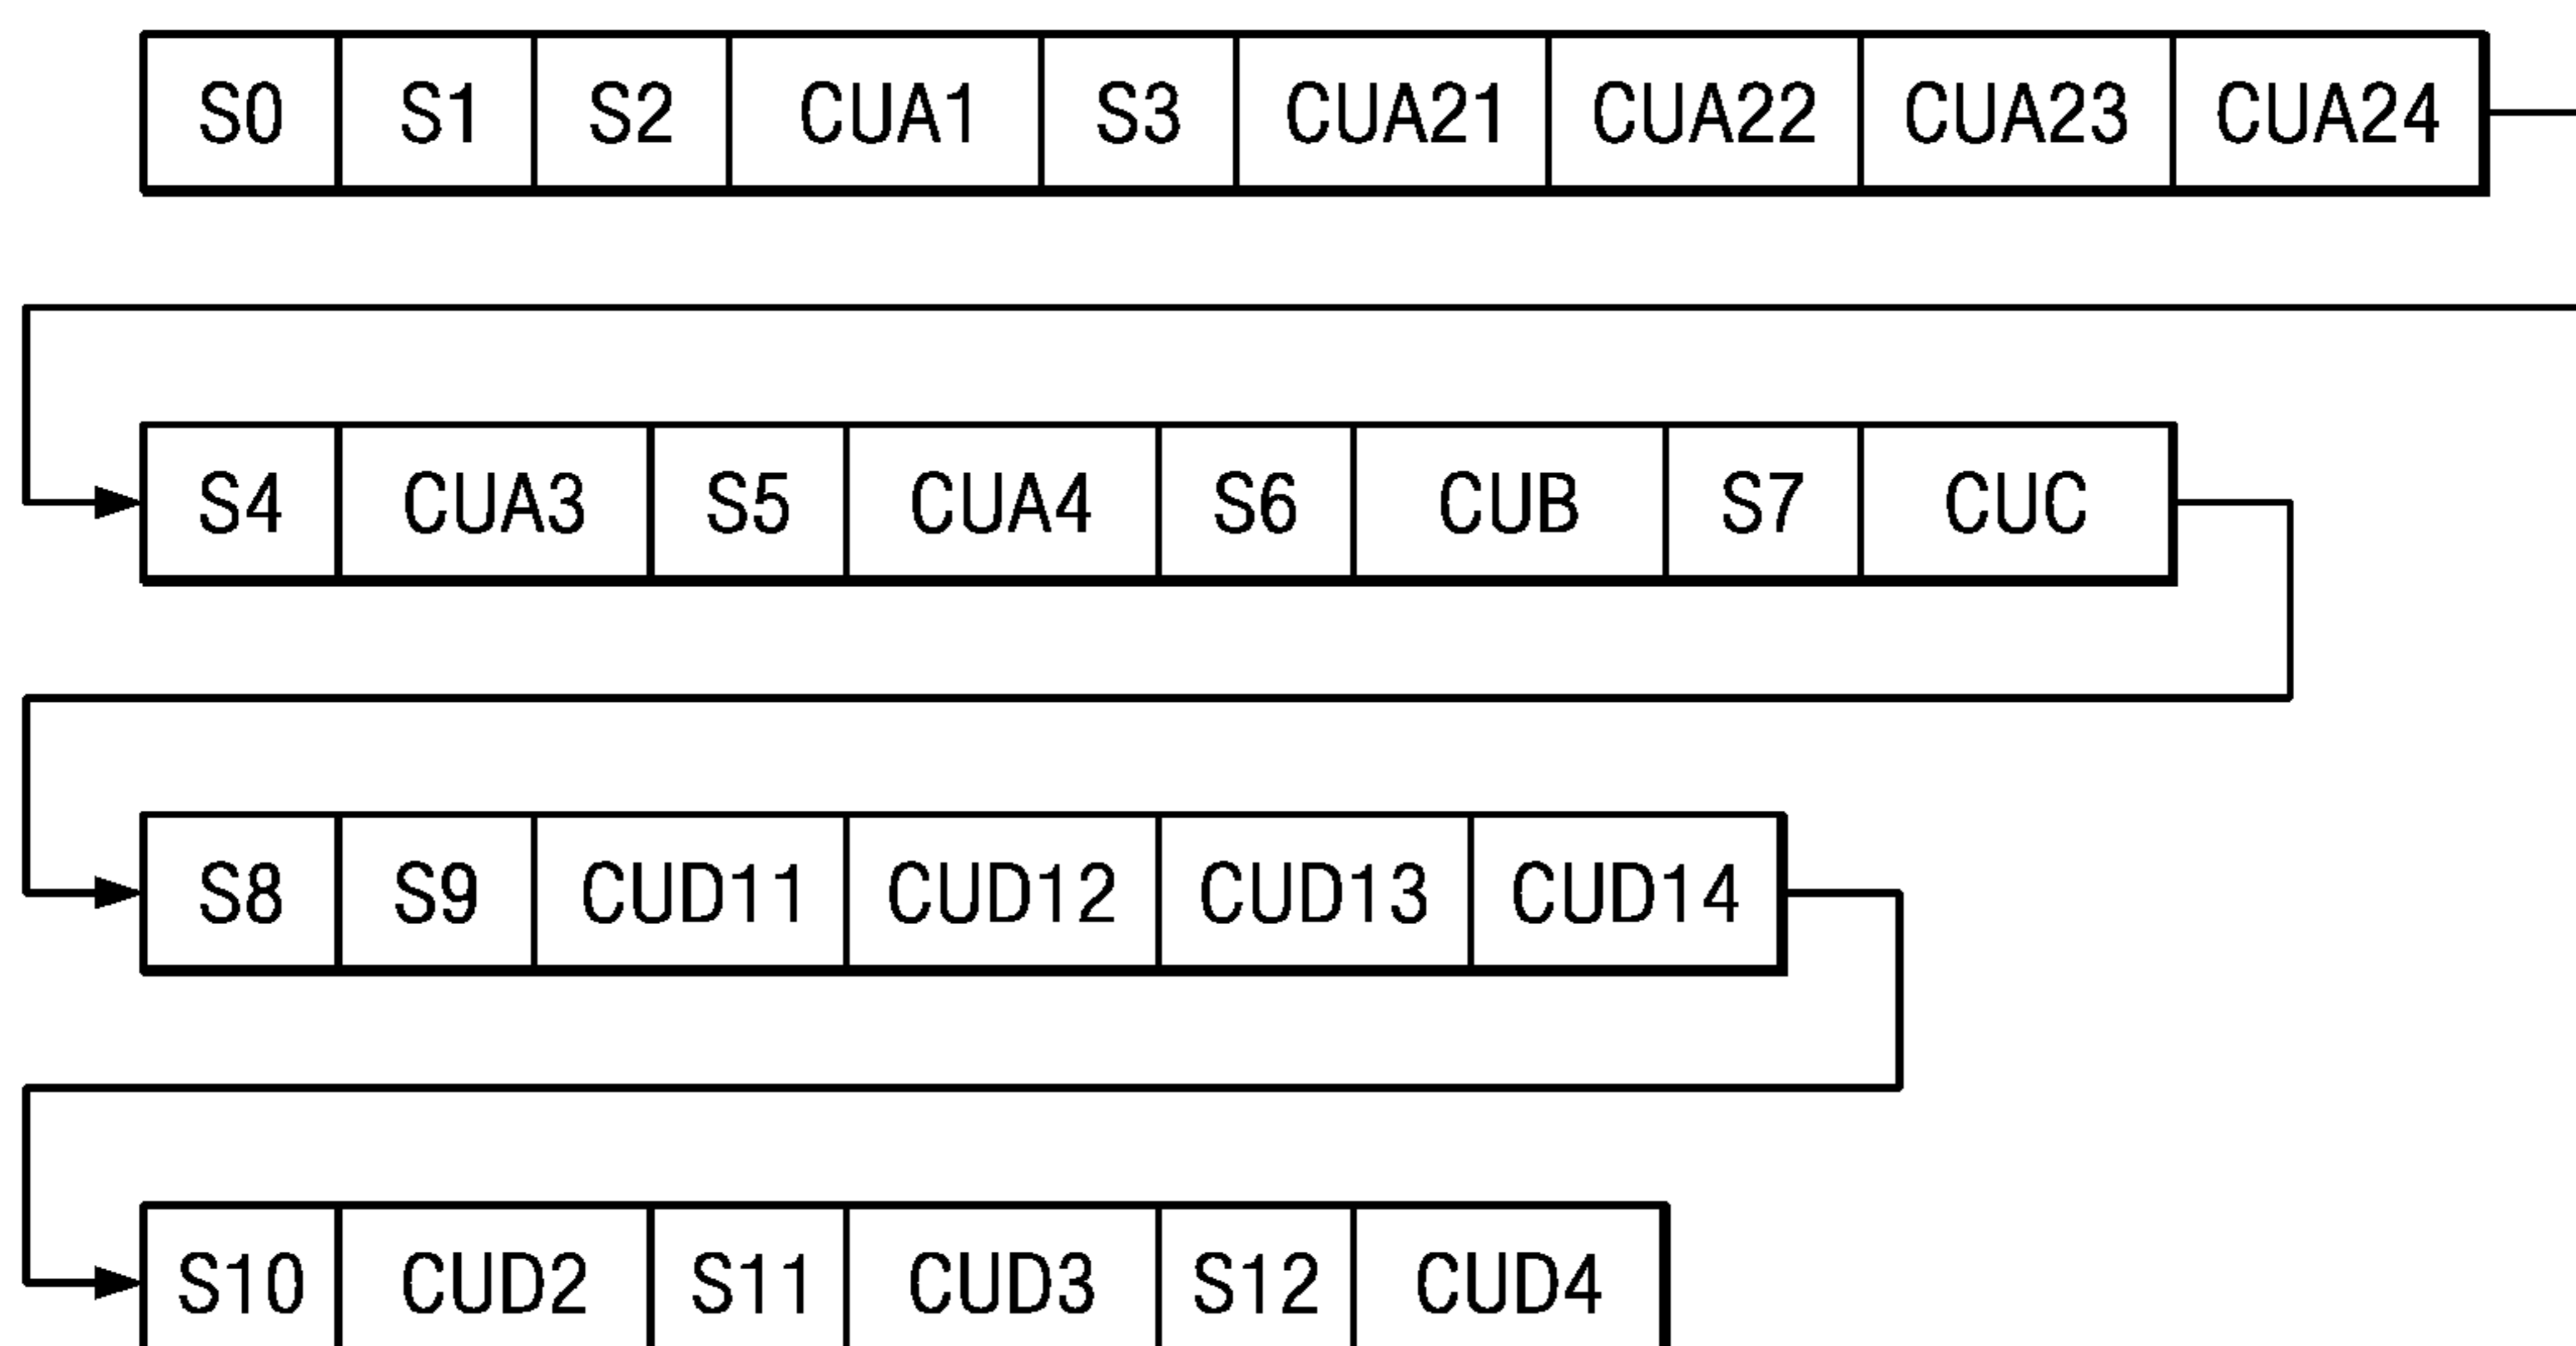 S0 S1 S2 CUA1 S3 CUA21 CUA22 CUA23 CUA24
S4 CUA3 S5 CUA4 S6 CUB S7 CUC
S8 S9 CUD11 CUD12 CUD13 CUD14
S10 CUD2 S11 CUD3 S12 CUD4